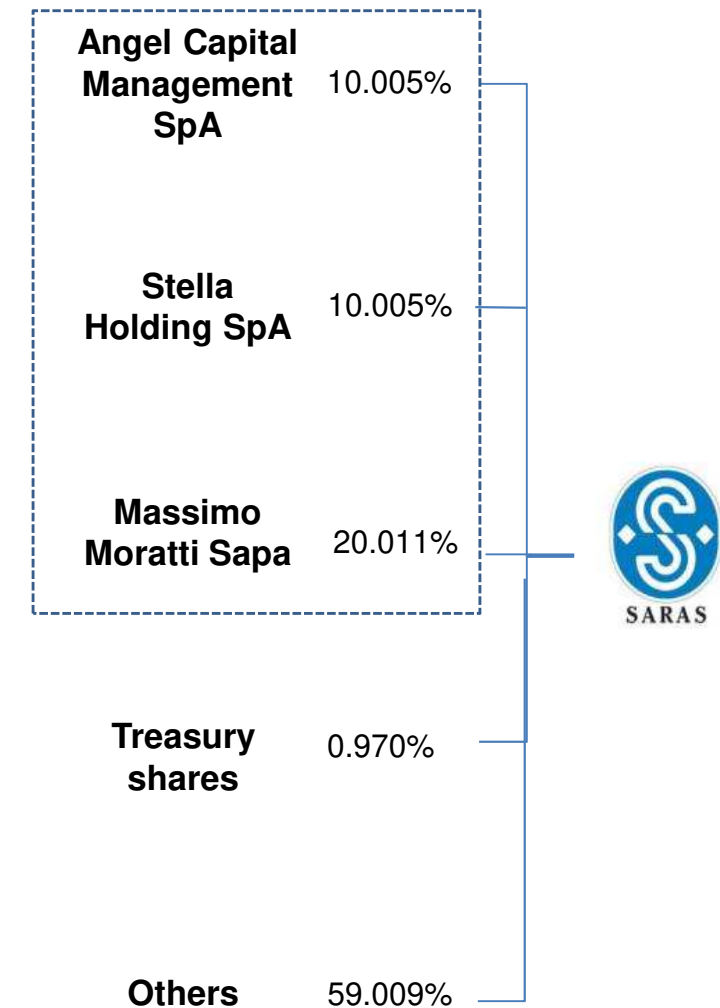 Angel Capital
Management
SpA
10.005%
Stella
Holding SpA
10.005%
Massimo
Moratti Sapa
20.011%
SARAS
Treasury
shares
0.970%
Others
59.009%